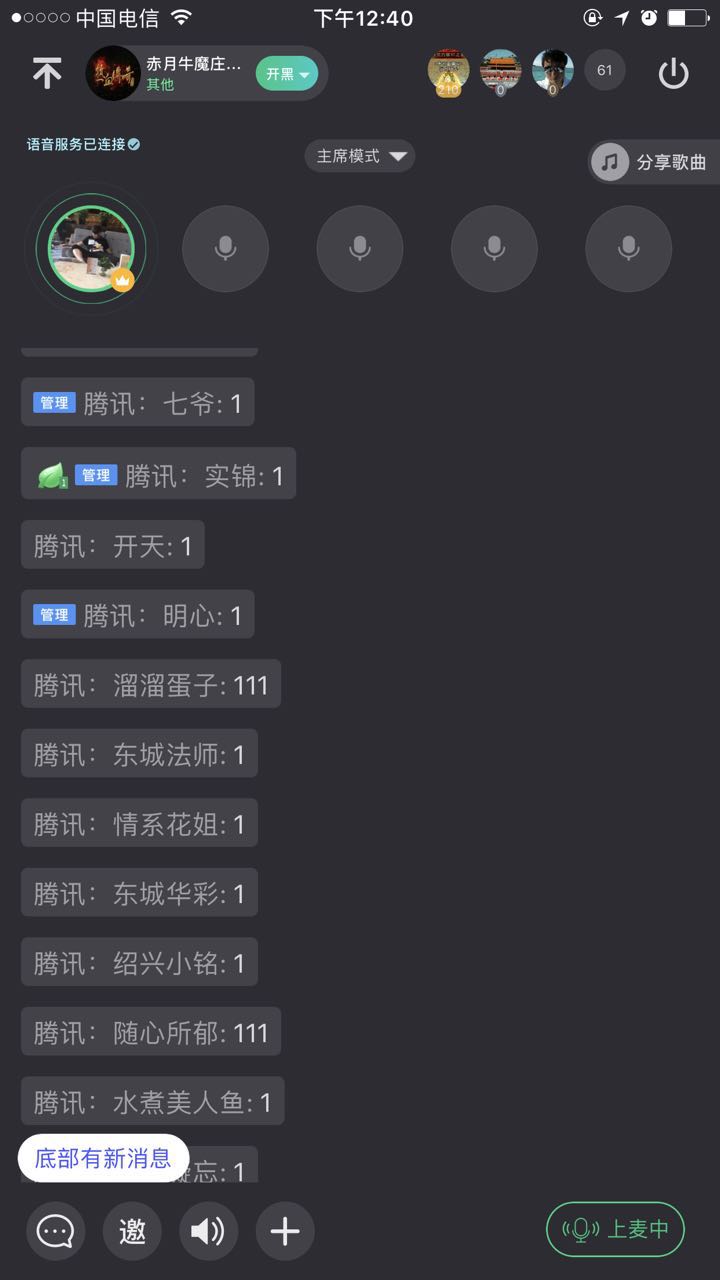 中国电信
下午12:40
赤月牛魔庄...
其他
开黑
210
0
0
61
语音服务已连接
主席模式
分享歌曲
管理 腾讯：七爷: 1
1 管理 腾讯：实锦: 1
腾讯：开天: 1
管理 腾讯：明心: 1
腾讯：溜溜蛋子: 111
腾讯：东城法师: 1
腾讯：情系花姐: 1
腾讯：东城华彩: 1
腾讯：绍兴小铭: 1
腾讯：随心所郁: 111
腾讯：水煮美人鱼: 1
忘: 1
底部有新消息
邀
上麦中